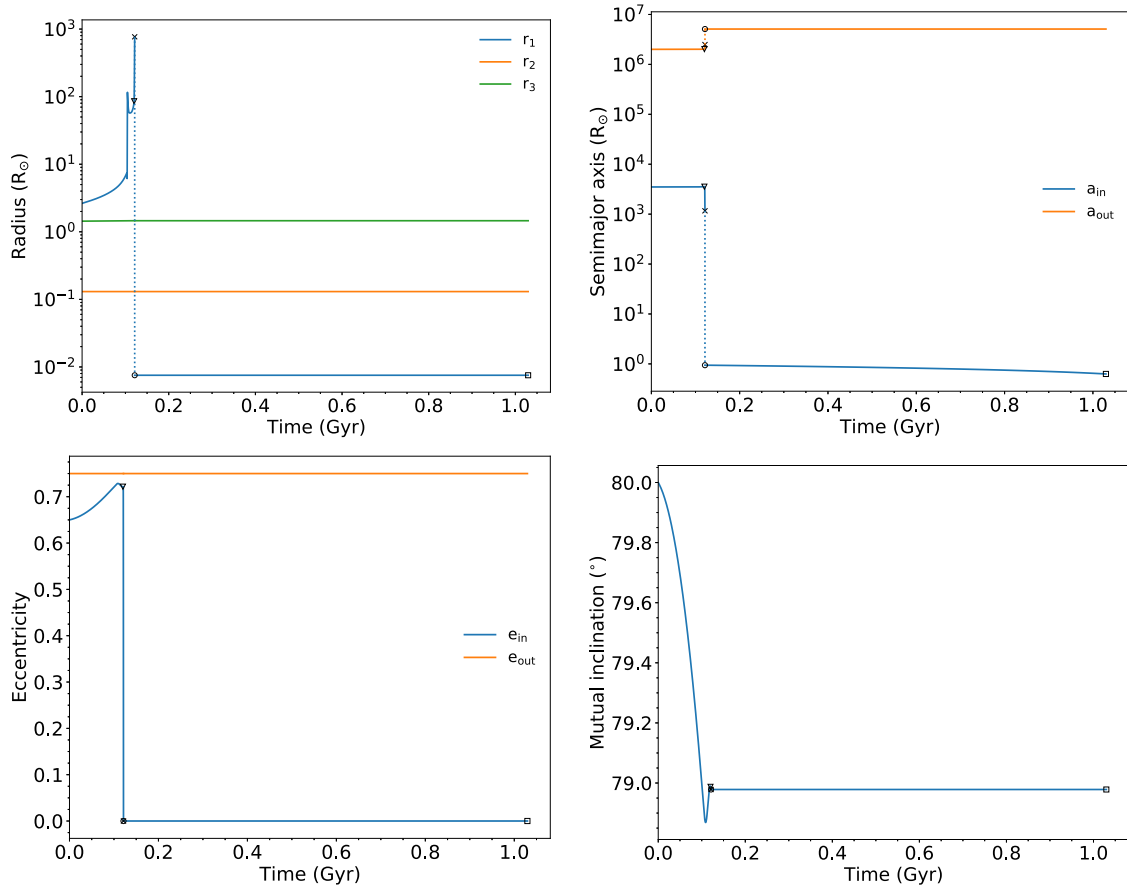 10³
10²
10¹
10⁰
10⁻¹
10⁻²
Radius (R☉)
r₁
r₂
r₃
0.0 0.2 0.4 0.6 0.8 1.0
Time (Gyr)
10⁷
10⁶
10⁵
10⁴
10³
10²
10¹
10⁰
Semimajor axis (R☉)
a_in
a_out
0.0 0.2 0.4 0.6 0.8 1.0
Time (Gyr)
0.7
0.6
0.5
0.4
0.3
0.2
0.1
0.0
Eccentricity
e_in
e_out
0.0 0.2 0.4 0.6 0.8 1.0
Time (Gyr)
80.0
79.8
79.6
79.4
79.2
79.0
Mutual inclination (°)
0.0 0.2 0.4 0.6 0.8 1.0
Time (Gyr)